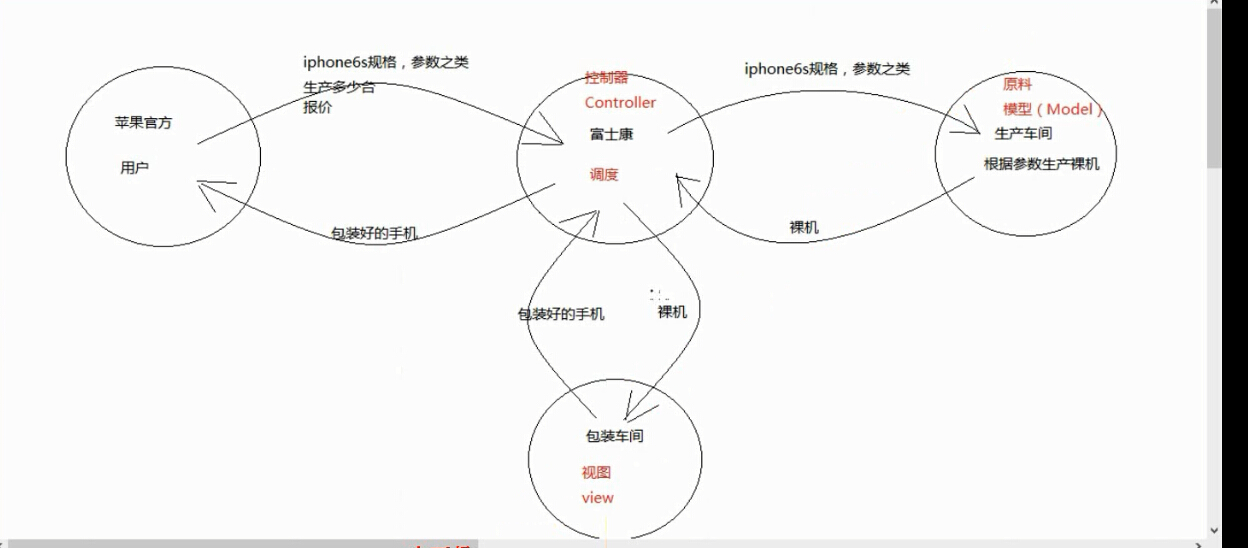 iphone6s规格，参数之类
生产多少台
报价
苹果官方
用户
包装好的手机
控制器
Controller
富士康
调度
iphone6s规格，参数之类
原料
模型（Model）
生产车间
根据参数生产裸机
裸机
包装好的手机
裸机
包装车间
视图
view